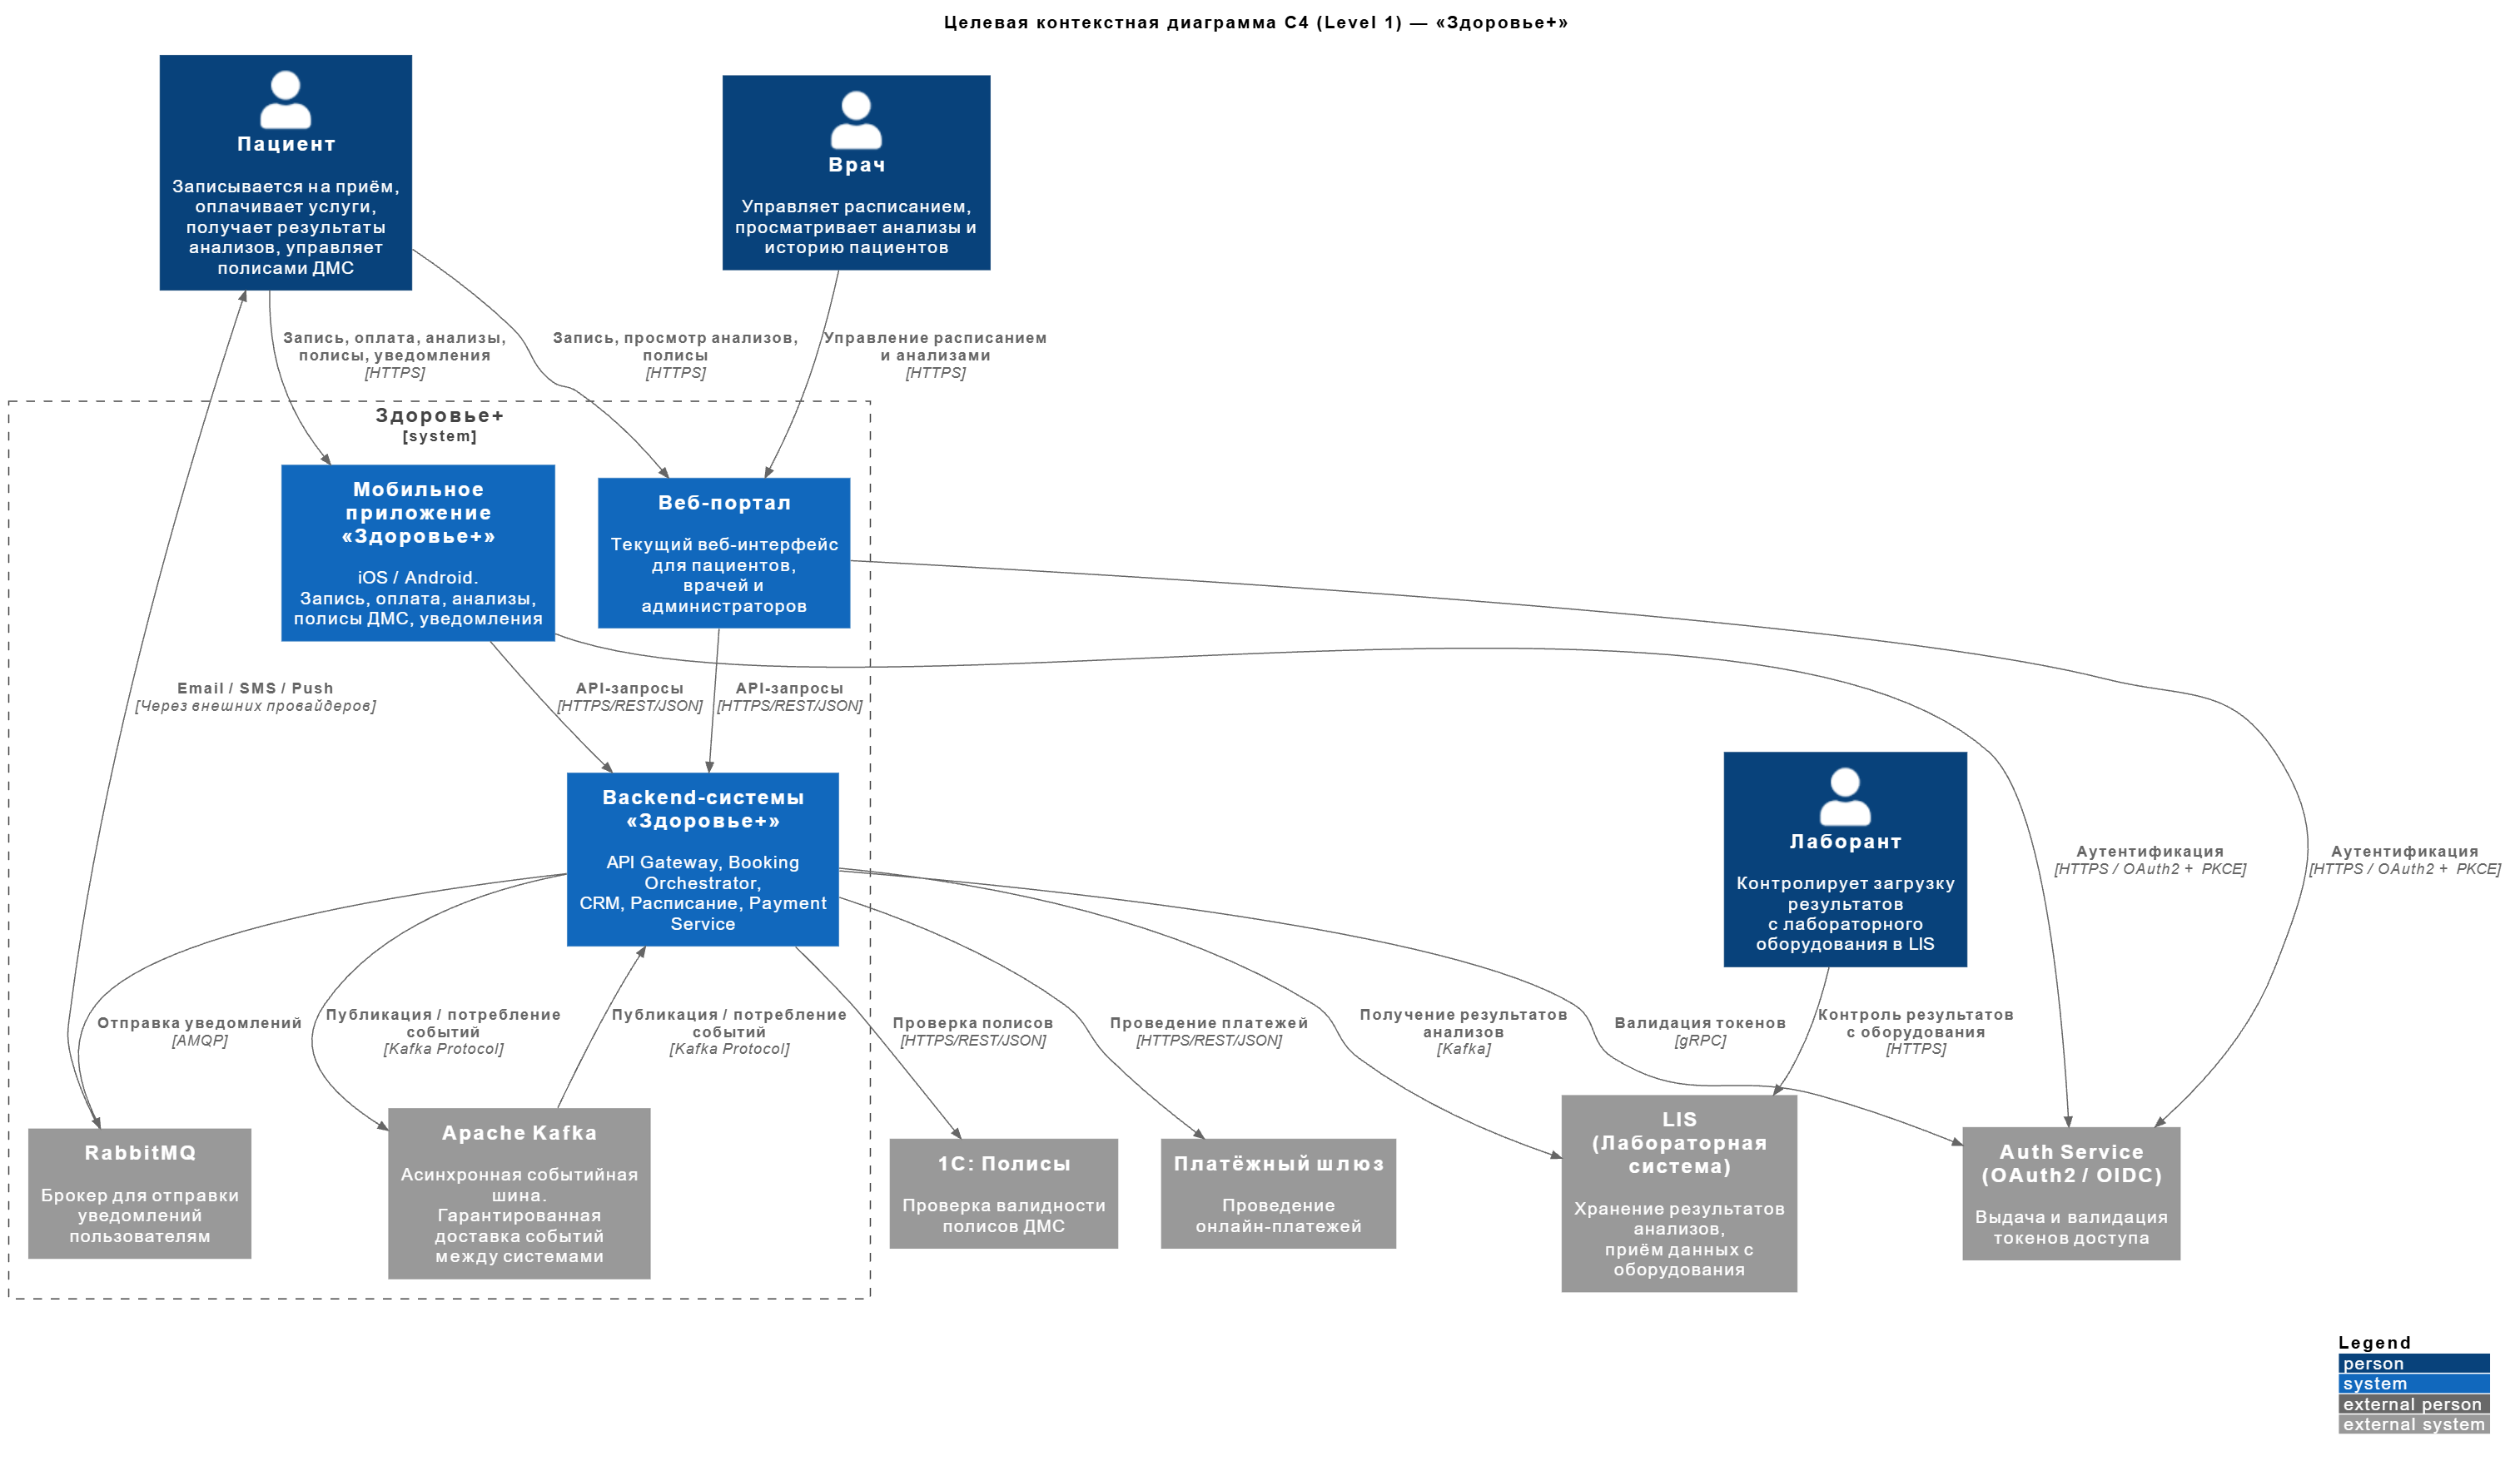 Целевая контекстная диаграмма C4 (Level 1) — «Здоровье+»
Пациент
Записывается на приём,
оплачивает услуги,
получает результаты
анализов, управляет
полисами ДМС
Врач
Управляет расписанием,
просматривает анализы и
историю пациентов
Запись, оплата, анализы,
полисы, уведомления
[HTTPS]
Запись, просмотр анализов,
полисы
[HTTPS]
Управление расписанием
и анализами
[HTTPS]
Здоровье+
[system]
Мобильное
приложение
«Здоровье+»
iOS / Android.
Запись, оплата, анализы,
полисы ДМС, уведомления
Веб-портал
Текущий веб-интерфейс
для пациентов,
врачей и
администраторов
Email / SMS / Push
[Через внешних провайдеров]
API-запросы
[HTTPS/REST/JSON]
API-запросы
[HTTPS/REST/JSON]
Backend-системы
«Здоровье+»
API Gateway, Booking
Orchestrator,
CRM, Расписание, Payment
Service
Лаборант
Контролирует загрузку
результатов
с лабораторного
оборудования в LIS
Аутентификация
[HTTPS / OAuth2 + PKCE]
Аутентификация
[HTTPS / OAuth2 + PKCE]
Отправка уведомлений
[AMQP]
Публикация / потребление
событий
[Kafka Protocol]
Публикация / потребление
событий
[Kafka Protocol]
Проверка полисов
[HTTPS/REST/JSON]
Проведение платежей
[HTTPS/REST/JSON]
Получение результатов
анализов
[Kafka]
Валидация токенов
[gRPC]
Контроль результатов
с оборудования
[HTTPS]
RabbitMQ
Брокер для отправки
уведомлений
пользователям
Apache Kafka
Асинхронная событийная
шина.
Гарантированная
доставка событий
между системами
1С: Полисы
Проверка валидности
полисов ДМС
Платёжный шлюз
Проведение
онлайн-платежей
LIS
(Лабораторная
система)
Хранение результатов
анализов,
приём данных с
оборудования
Auth Service
(OAuth2 / OIDC)
Выдача и валидация
токенов доступа
Legend
person
system
external person
external system